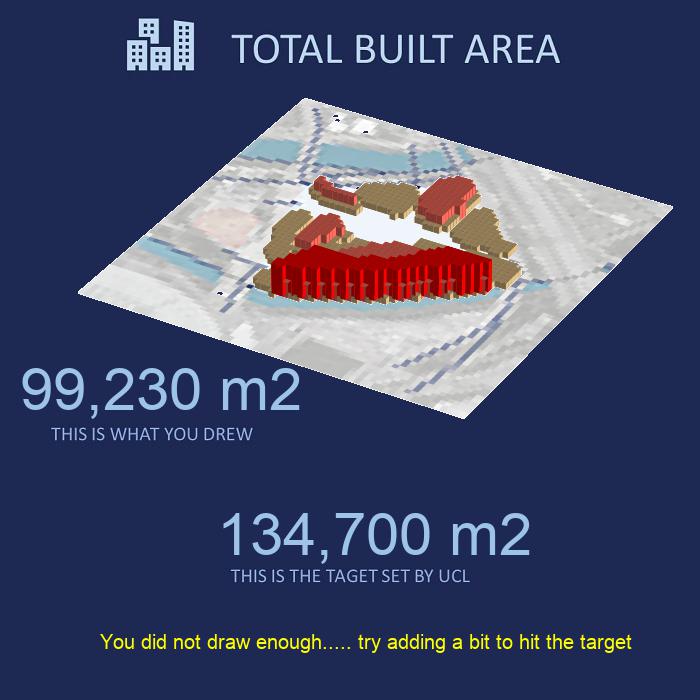 TOTAL BUILT AREA
99,230 m2
THIS IS WHAT YOU DREW
134,700 m2
THIS IS THE TAGET SET BY UCL
You did not draw enough..... try adding a bit to hit the target